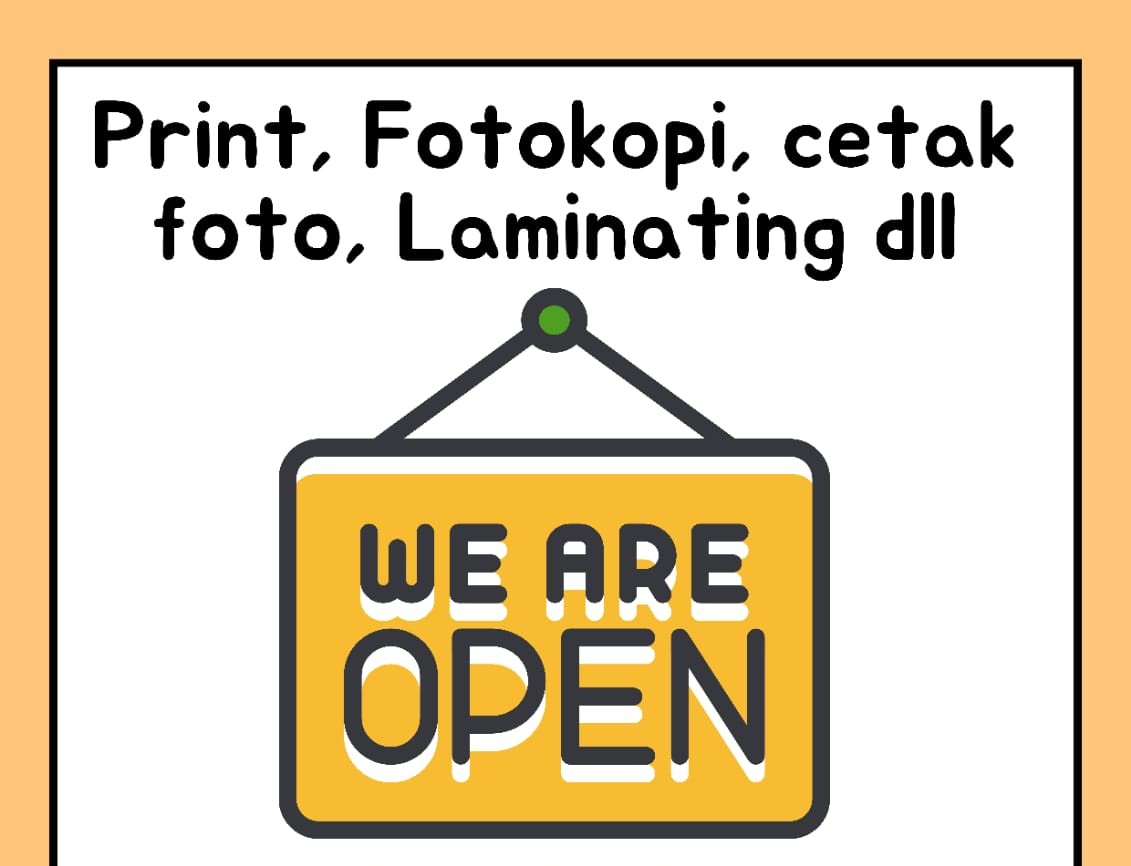 Print, Fotokopi, cetak
foto, Laminating dll
WE ARE
OPEN